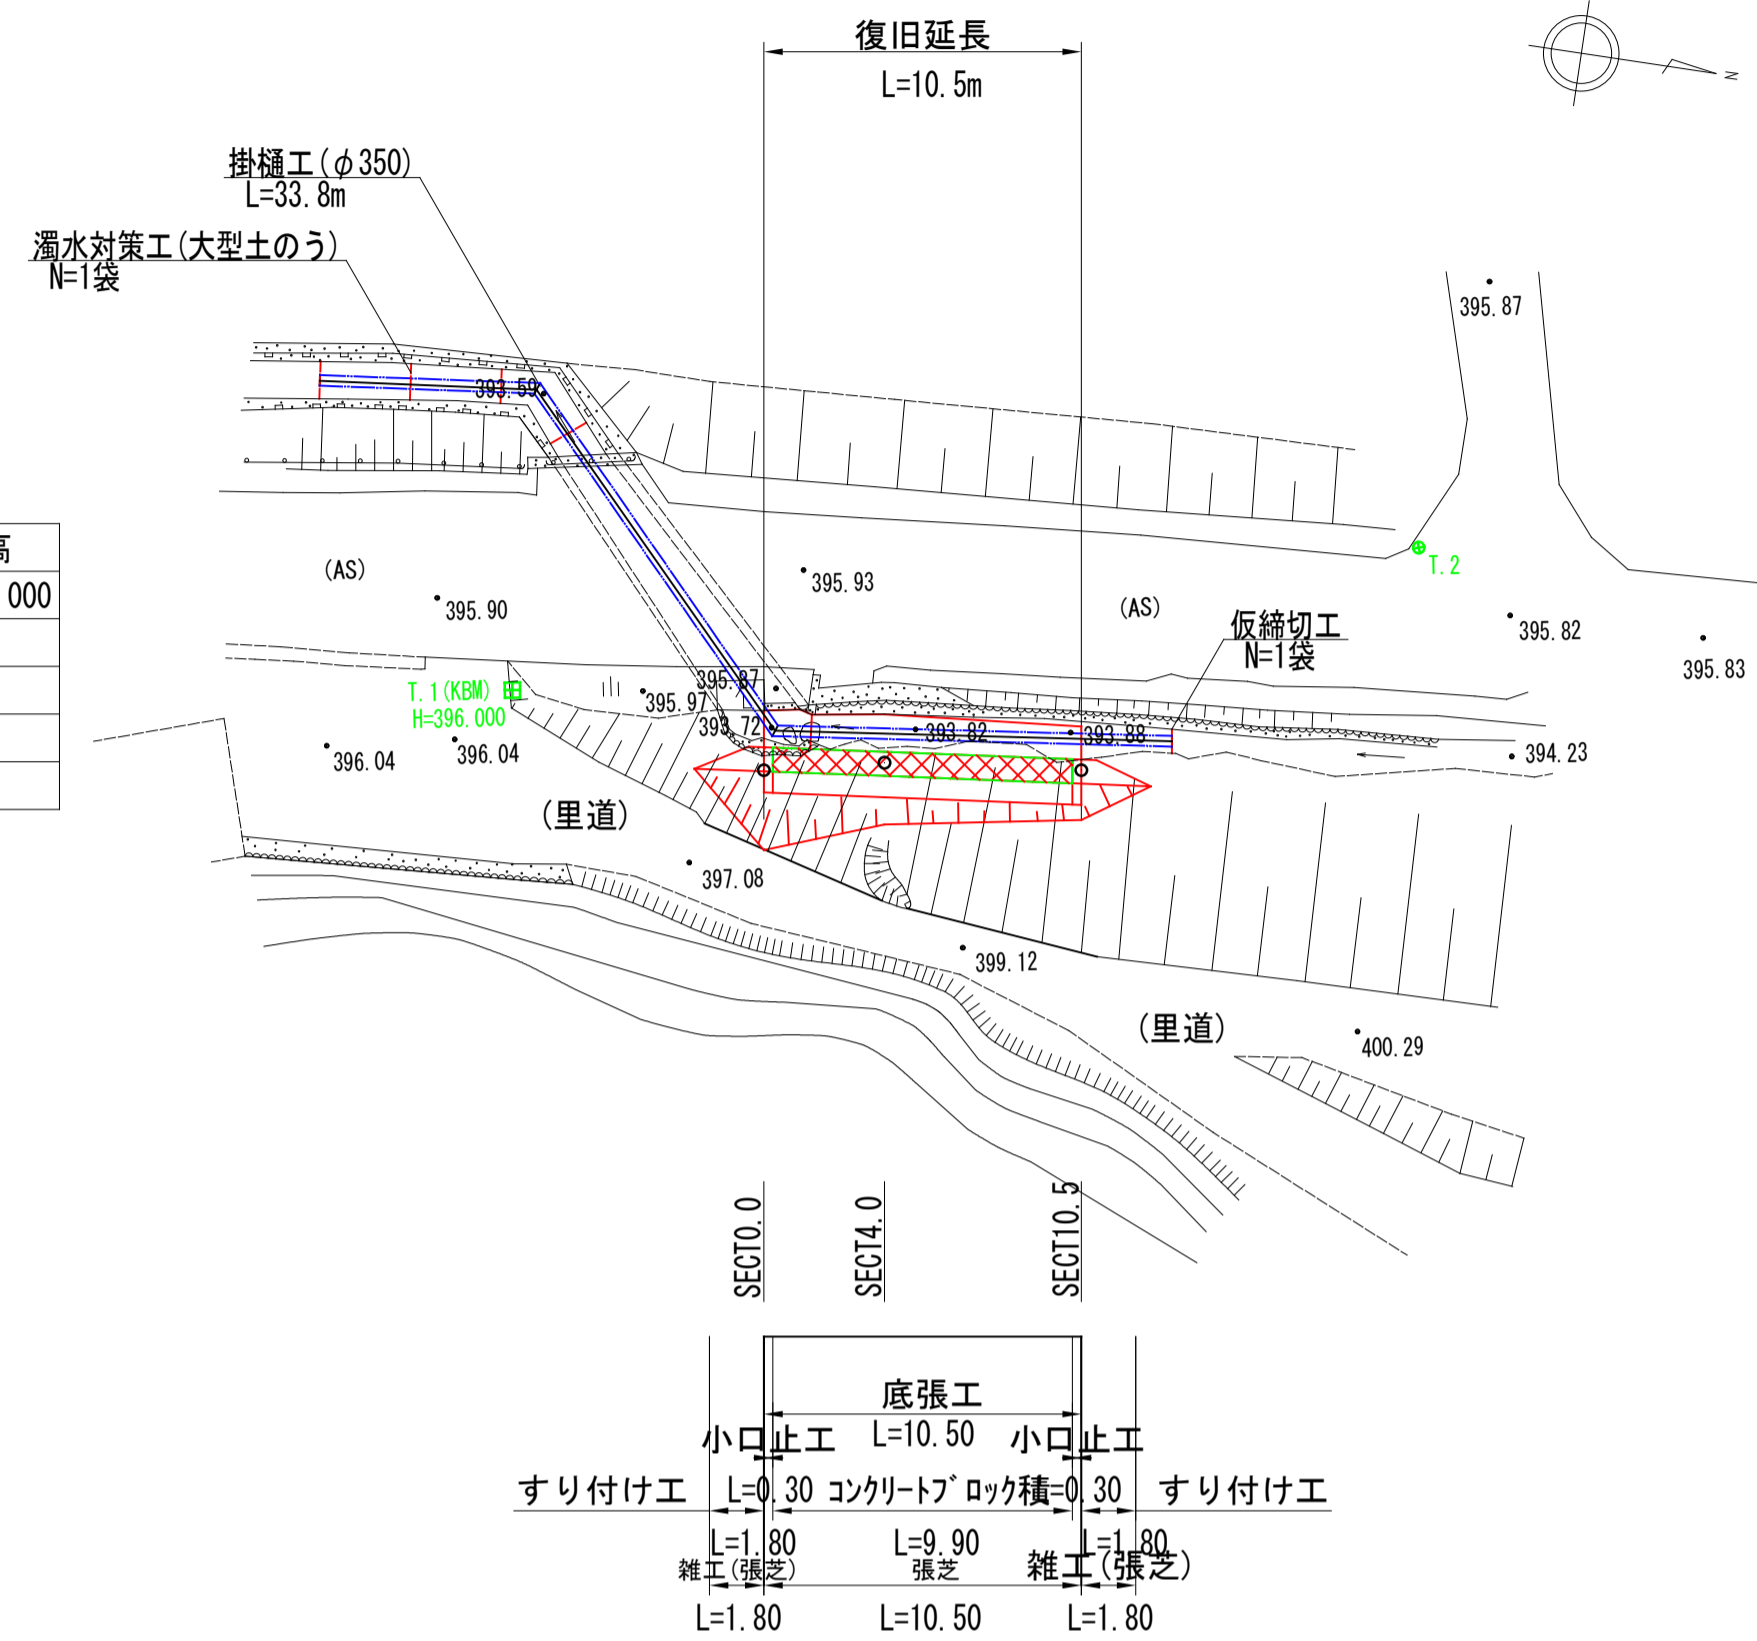 復旧延長
L=10.5m
N
掛樋工(φ350)
L=33.8m
濁水対策工(大型土のう)
N=1袋
395.87
393.59
高
000
(AS)
395.90
395.93
(AS)
T.2
395.82
395.83
仮締切工
N=1袋
T.1(KBM)
H=396.000
395.87
395.97
393.72
393.82
393.88
394.23
396.04
396.04
(里道)
397.08
399.12
(里道)
400.29
SECT0.0
SECT4.0
SECT10.5
底張工
L=10.50
小口止工
小口止工
すり付け工
L=0.30
コンクリートブロック積
=0.30
すり付け工
L=1.80
L=9.90
L=1.80
雑工(張芝)
張芝
雑工(張芝)
L=1.80
L=10.50
L=1.80